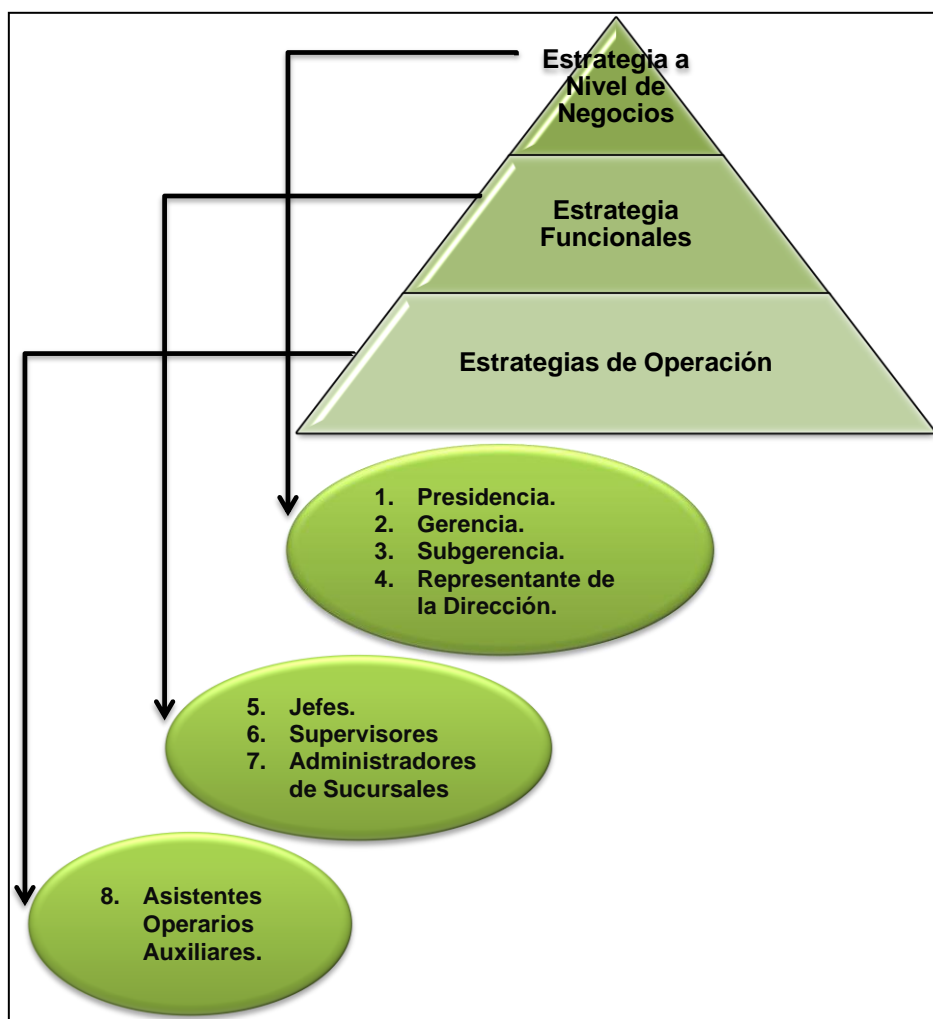 Estrategia a
Nivel de
Negocios
Estrategia
Funcionales
Estrategias de Operación
1. Presidencia.
2. Gerencia.
3. Subgerencia.
4. Representante de
la Dirección.
5. Jefes.
6. Supervisores
7. Administradores
de Sucursales
8. Asistentes
Operarios
Auxiliares.